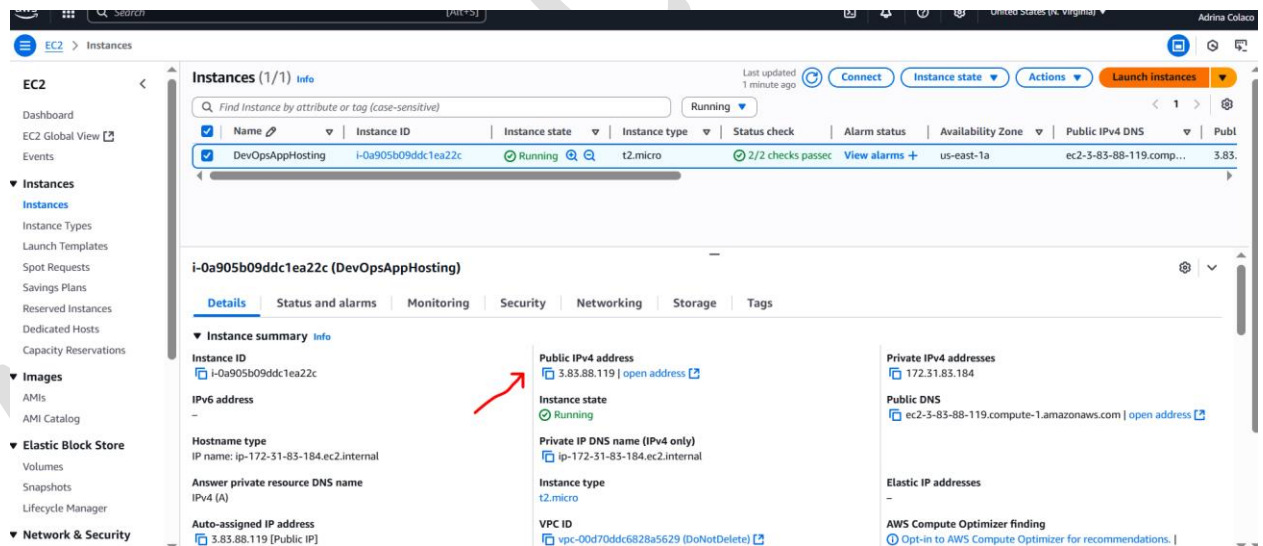 aws
Search
[Alt+S]
United States (N. Virginia) ▼
Adrina Colaco
EC2 > Instances
EC2
Dashboard
EC2 Global View
Events
Instances
Instances
Instance Types
Launch Templates
Spot Requests
Savings Plans
Reserved Instances
Dedicated Hosts
Capacity Reservations
Images
AMIs
AMI Catalog
Elastic Block Store
Volumes
Snapshots
Lifecycle Manager
Network & Security
Instances (1/1) Info
Last updated
1 minute ago
Connect
Instance state
Actions
Launch instances
Find Instance by attribute or tag (case-sensitive)
Running
1
Name | Instance ID | Instance state | Instance type | Status check | Alarm status | Availability Zone | Public IPv4 DNS | Publ
DevOpsAppHosting i-0a905b09ddc1ea22c Running t2.micro 2/2 checks passec View alarms + us-east-1a ec2-3-83-88-119.comp... 3.83.
i-0a905b09ddc1ea22c (DevOpsAppHosting)
Details Status and alarms Monitoring Security Networking Storage Tags
Instance summary Info
Instance ID
i-0a905b09ddc1ea22c
Public IPv4 address
3.83.88.119 | open address
Private IPv4 addresses
172.31.83.184
IPv6 address
–
Instance state
Running
Public DNS
ec2-3-83-88-119.compute-1.amazonaws.com | open address
Hostname type
IP name: ip-172-31-83-184.ec2.internal
Private IP DNS name (IPv4 only)
ip-172-31-83-184.ec2.internal
Answer private resource DNS name
IPv4 (A)
Instance type
t2.micro
Elastic IP addresses
–
Auto-assigned IP address
3.83.88.119 [Public IP]
VPC ID
vpc-00d70ddc6828a5629 (DoNotDelete)
AWS Compute Optimizer finding
Opt-in to AWS Compute Optimizer for recommendations. |